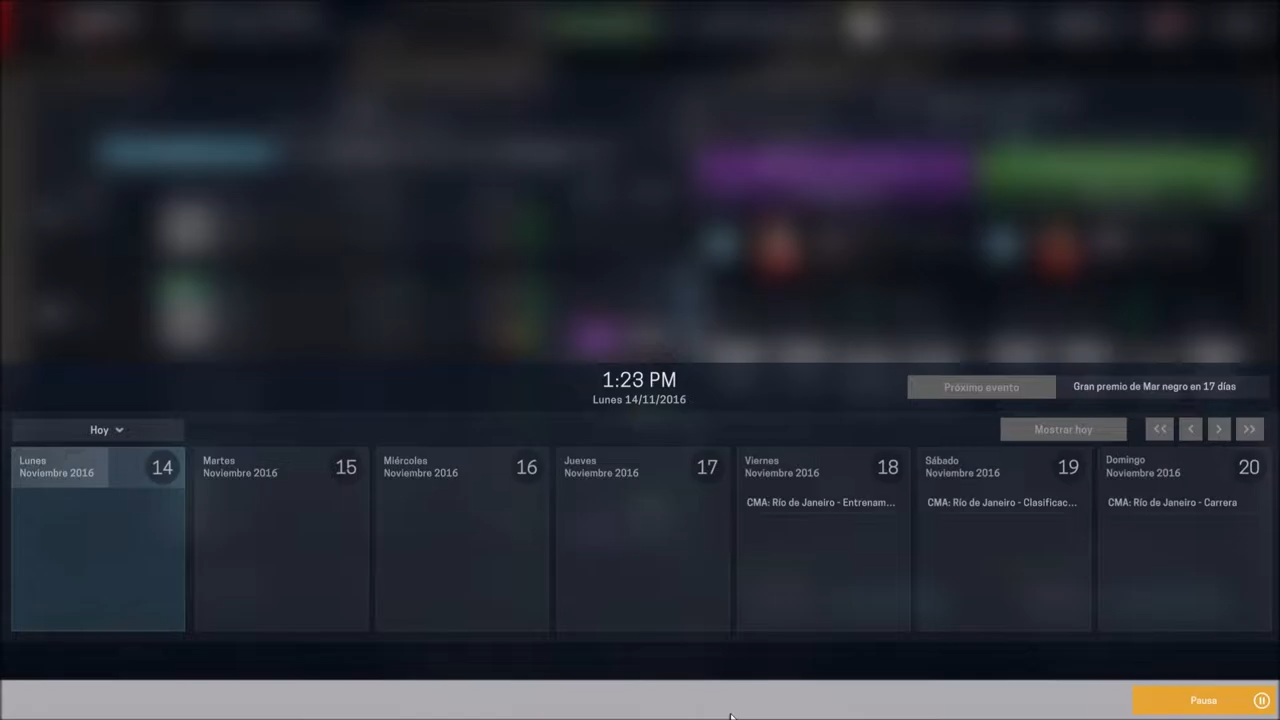 1:23 PM
Lunes 14/11/2016
Próximo evento
Gran premio de Mar negro en 17 días
Hoy
Mostrar hoy
Lunes
Noviembre 2016
14
Martes
Noviembre 2016
15
Miércoles
Noviembre 2016
16
Jueves
Noviembre 2016
17
Viernes
Noviembre 2016
18
CMA: Río de Janeiro - Entrenam...
Sábado
Noviembre 2016
19
CMA: Río de Janeiro - Clasificac...
Domingo
Noviembre 2016
20
CMA: Río de Janeiro - Carrera
Pausa